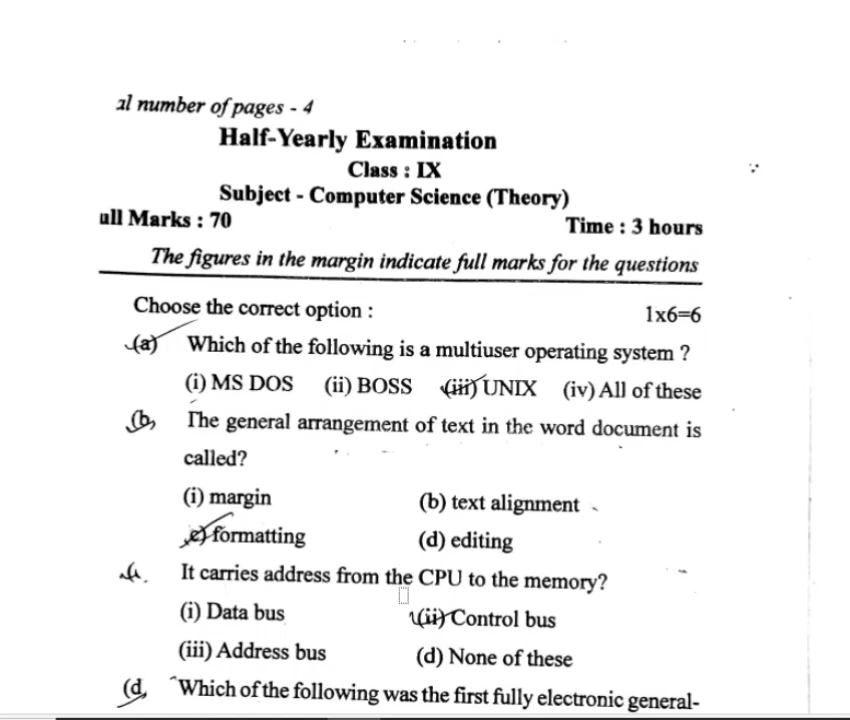 al number of pages - 4
Half-Yearly Examination
Class : IX
Subject - Computer Science (Theory)
ull Marks : 70 Time : 3 hours
The figures in the margin indicate full marks for the questions
Choose the correct option : 1x6=6
(a) Which of the following is a multiuser operating system ?
(i) MS DOS (ii) BOSS (iii) UNIX (iv) All of these
(b) The general arrangement of text in the word document is
called?
(i) margin (b) text alignment
c) formatting (d) editing
It carries address from the CPU to the memory?
(i) Data bus (ii) Control bus
(iii) Address bus (d) None of these
(d, Which of the following was the first fully electronic general-